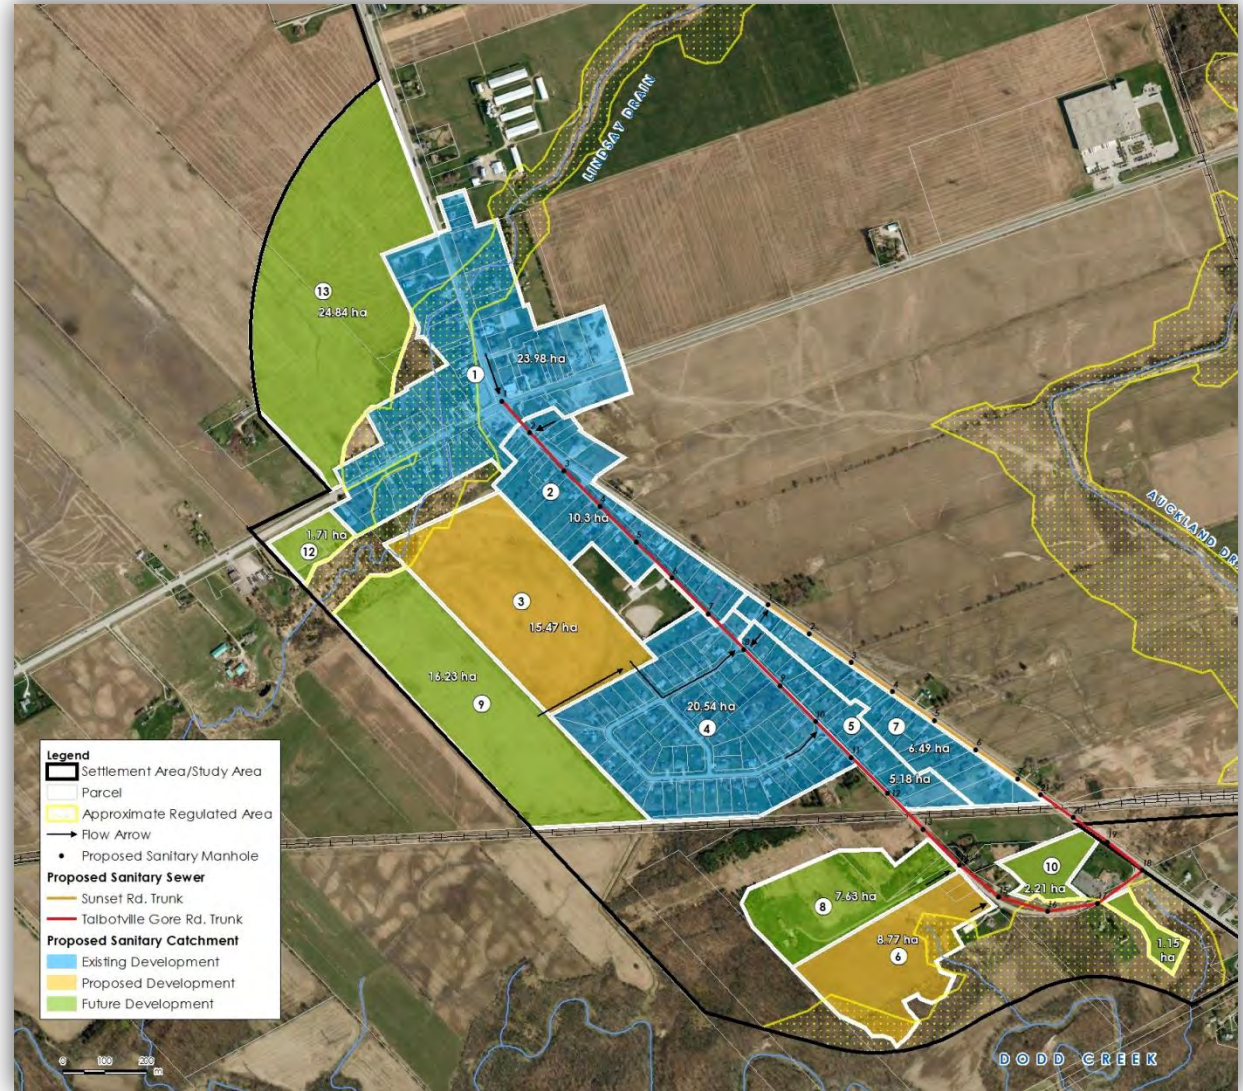 LINDSAY DRAIN
13
24.84 ha
23.98 ha
1
2
10.3 ha
AUCKLAND DR
1.71 ha
12
3
15.47 ha
16.23 ha
9
20.54 ha
4
5
7
6.49 ha
5.18 ha
10
2.21 ha
8
7.63 ha
8.77 ha
6
1.15
ha
DODD CREEK
Legend
Settlement Area/Study Area
Parcel
Approximate Regulated Area
Flow Arrow
Proposed Sanitary Manhole
Proposed Sanitary Sewer
Sunset Rd. Trunk
Talbotville Gore Rd. Trunk
Proposed Sanitary Catchment
Existing Development
Proposed Development
Future Development
0 100 200
m